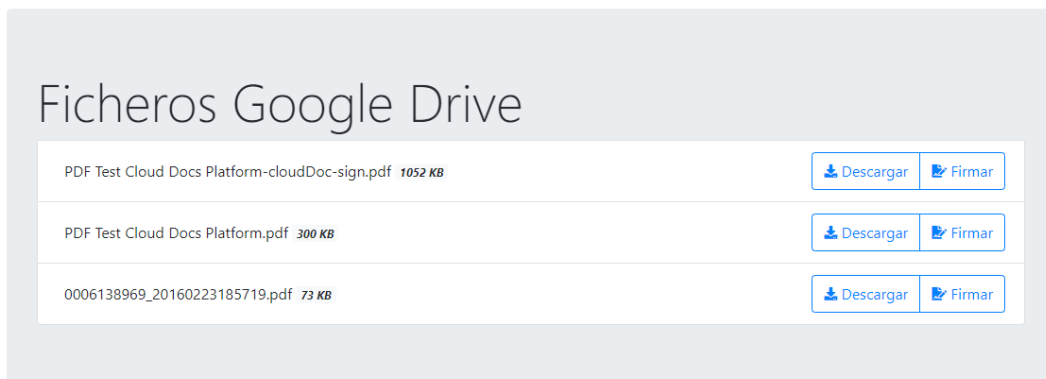 Ficheros Google Drive
PDF Test Cloud Docs Platform-cloudDoc-sign.pdf 1052 KB Descargar Firmar
PDF Test Cloud Docs Platform.pdf 300 KB Descargar Firmar
0006138969_20160223185719.pdf 73 KB Descargar Firmar